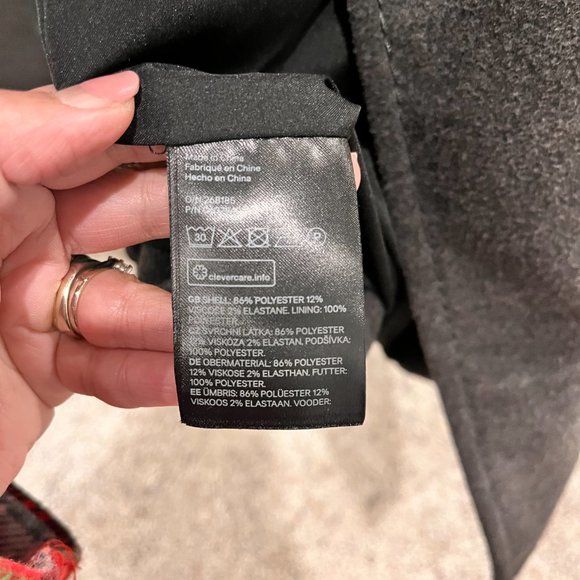 Made in China
Fabriqué en Chine
Hecho en China
O/N 268185
P/N
30
P
clevercare.info
GB SHELL: 86% POLYESTER 12%
VISCOSE 2% ELASTANE. LINING: 100%
POLYESTER.
CZ SVRCHNÍ LÁTKA: 86% POLYESTER
12% VISKÓZA 2% ELASTAN. PODŠÍVKA:
100% POLYESTER.
DE OBERMATERIAL: 86% POLYESTER
12% VISKOSE 2% ELASTHAN. FUTTER:
100% POLYESTER.
EE ÜMBRIS: 86% POLÜESTER 12%
VISKOOS 2% ELASTAAN. VOODER: